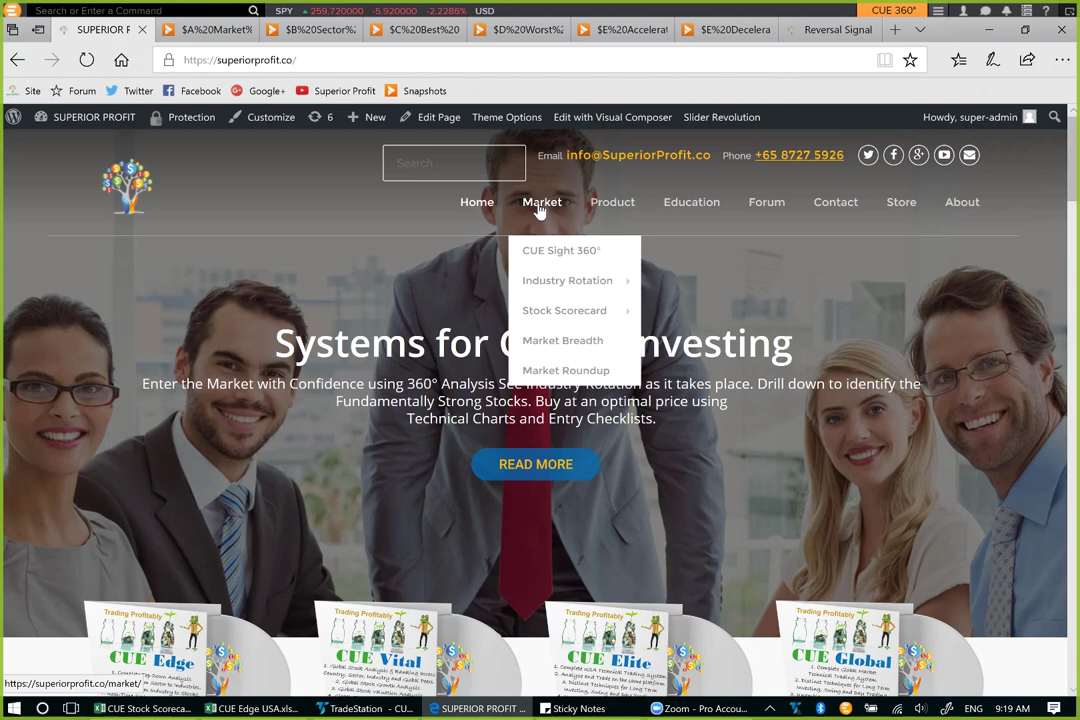 Search or Enter a Command
SPY 259.720000 -5.920000 -2.2286% USD
CUE 360°
SUPERIOR P
$A%20Market%
$B%20Sector%
$C%20Best%20
$D%20Worst%
$E%20Accelerat
$E%20Decelera
Reversal Signal
https://superiorprofit.co/
Site
Forum
Twitter
Facebook
Google+
Superior Profit
Snapshots
SUPERIOR PROFIT
Protection
Customize
6
New
Edit Page
Theme Options
Edit with Visual Composer
Slider Revolution
Howdy, super-admin
Search...
Email info@SuperiorProfit.co
Phone +65 8727 5926
Home
Market
Product
Education
Forum
Contact
Store
About
CUE Sight 360°
Industry Rotation
Stock Scorecard
Market Breadth
Market Roundup
Systems for nvesting
Enter the Market with Confidence using 360° Analysis See Industry Rotation as it takes place. Drill down to identify the
Fundamentally Strong Stocks. Buy at an optimal price using
Technical Charts and Entry Checklists.
READ MORE
Trading Profitably
CUE Edge
Trading Profitably
CUE Vital
Trading Profitably
CUE Elite
Trading Profitably
CUE Global
https://superiorprofit.co/market/
CUE Stock Scoreca...
CUE Edge USA.xls...
TradeStation - CU...
SUPERIOR PROFIT ...
Sticky Notes
Zoom - Pro Accou...
ENG
9:19 AM